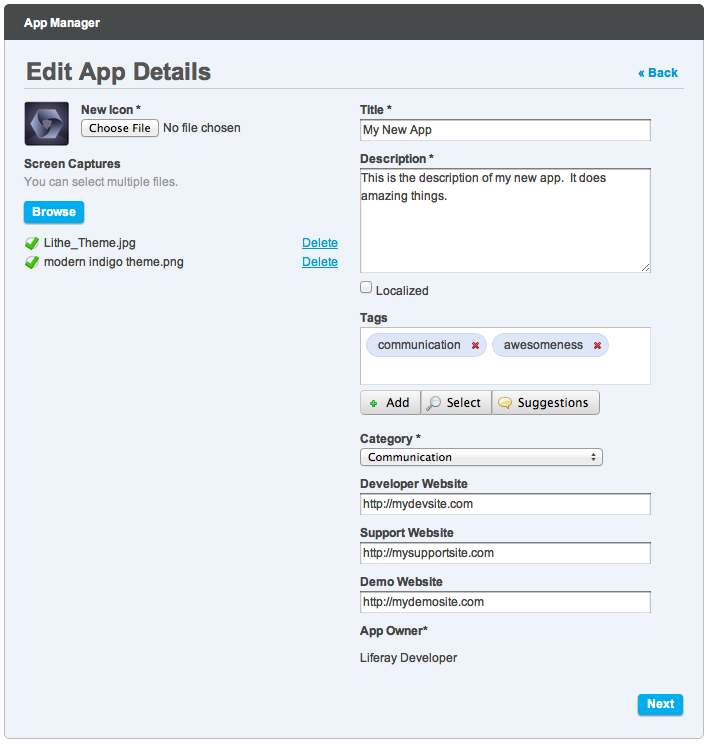 App Manager
Edit App Details
« Back
New Icon *
Choose File No file chosen
Screen Captures
You can select multiple files.
Browse
Lithe_Theme.jpg Delete
modern indigo theme.png Delete
Title *
My New App
Description *
This is the description of my new app.  It does
amazing things.
Localized
Tags
communication awesomeness
Add Select Suggestions
Category *
Communication
Developer Website
http://mydevsite.com
Support Website
http://mysupportsite.com
Demo Website
http://mydemosite.com
App Owner*
Liferay Developer
Next